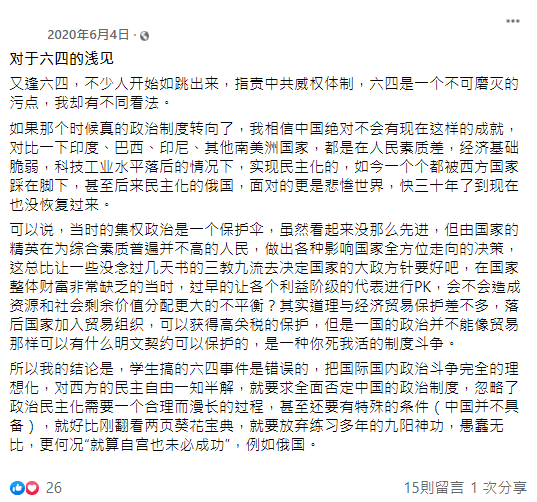 2020年6月4日 ·
对于六四的浅见
又逢六四，不少人开始如跳出来，指责中共威权体制，六四是一个不可磨灭的
污点，我却有不同看法。
如果那个时候真的政治制度转向了，我相信中国绝对不会有现在这样的成就，
对比一下印度、巴西、印尼、其他南美洲国家，都是在人民素质差，经济基础
脆弱，科技工业水平落后的情况下，实现民主化的，如今一个个都被西方国家
踩在脚下，甚至后来民主化的俄国，面对的更是悲惨世界，快三十年了到现在
也没恢复过来。
可以说，当时的集权政治是一个保护伞，虽然看起来没那么先进，但由国家的
精英在为综合素质普遍并不高的人民，做出各种影响国家全方位走向的决策，
这总比让一些没念过几天书的三教九流去决定国家的大政方针要好吧，在国家
整体财富非常缺乏的当时，过早的让各个利益阶级的代表进行PK，会不会造成
资源和社会剩余价值分配更大的不平衡？其实道理与经济贸易保护差不多，落
后国家加入贸易组织，可以获得高关税的保护，但是一国的政治并不能像贸易
那样可以有什么明文契约可以保护的，是一种你死我活的制度斗争。
所以我的结论是，学生搞的六四事件是错误的，把国际国内政治斗争完全的理
想化，对西方的民主自由一知半解，就要求全面否定中国的政治制度，忽略了
政治民主化需要一个合理而漫长的过程，甚至还要有特殊的条件（中国并不具
备），就好比刚翻看两页葵花宝典，就要放弃练习多年的九阳神功，愚蠢无
比，更何况“就算自宫也未必成功”，例如俄国。
26
15則留言 1 次分享